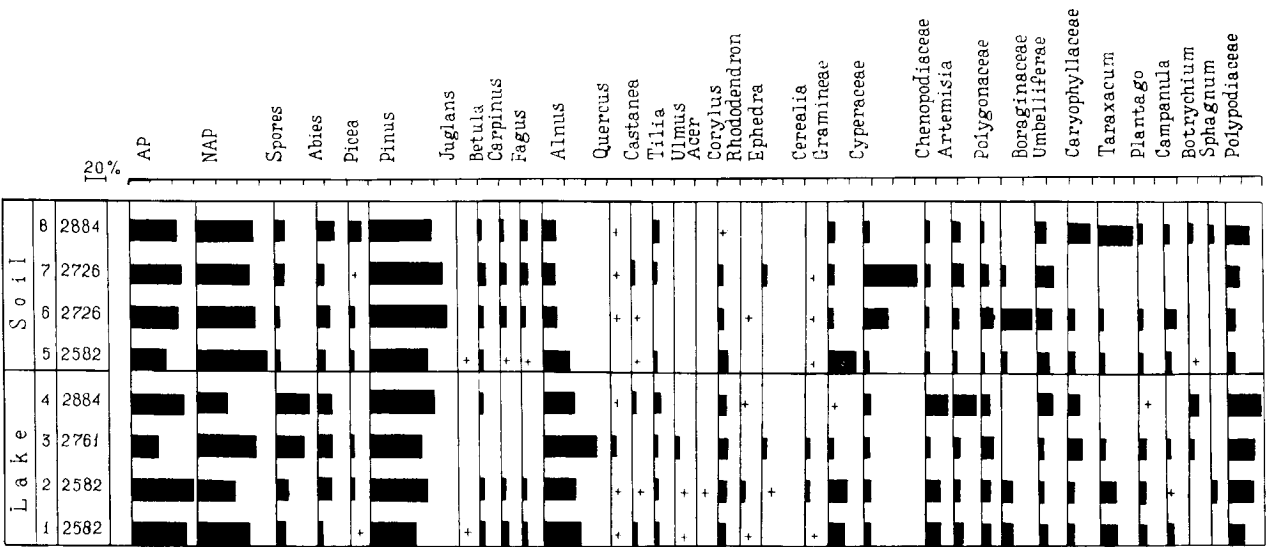 AP
NAP
Spores
Abies
Picea
Pinus
Juglans
Betula
Carpinus
Fagus
Alnus
Quercus
Castanea
Tilia
Ulmus
Acer
Corylus
Rhododendron
Ephedra
Cerealia
Gramineae
Cyperaceae
Chenopodiaceae
Artemisia
Polygonaceae
Boraginaceae
Umbelliferae
Caryophyllaceae
Taraxacum
Plantago
Campanula
Botrychium
Sphagnum
Polypodiaceae
20%
Soil
8 2884 + +
7 2726 + + +
6 2726 + + + +
5 2582 + + + + + +
Lake
4 2884 + + + +
3 2761
2 2582 + + + + + +
1 2582 + + + + + +